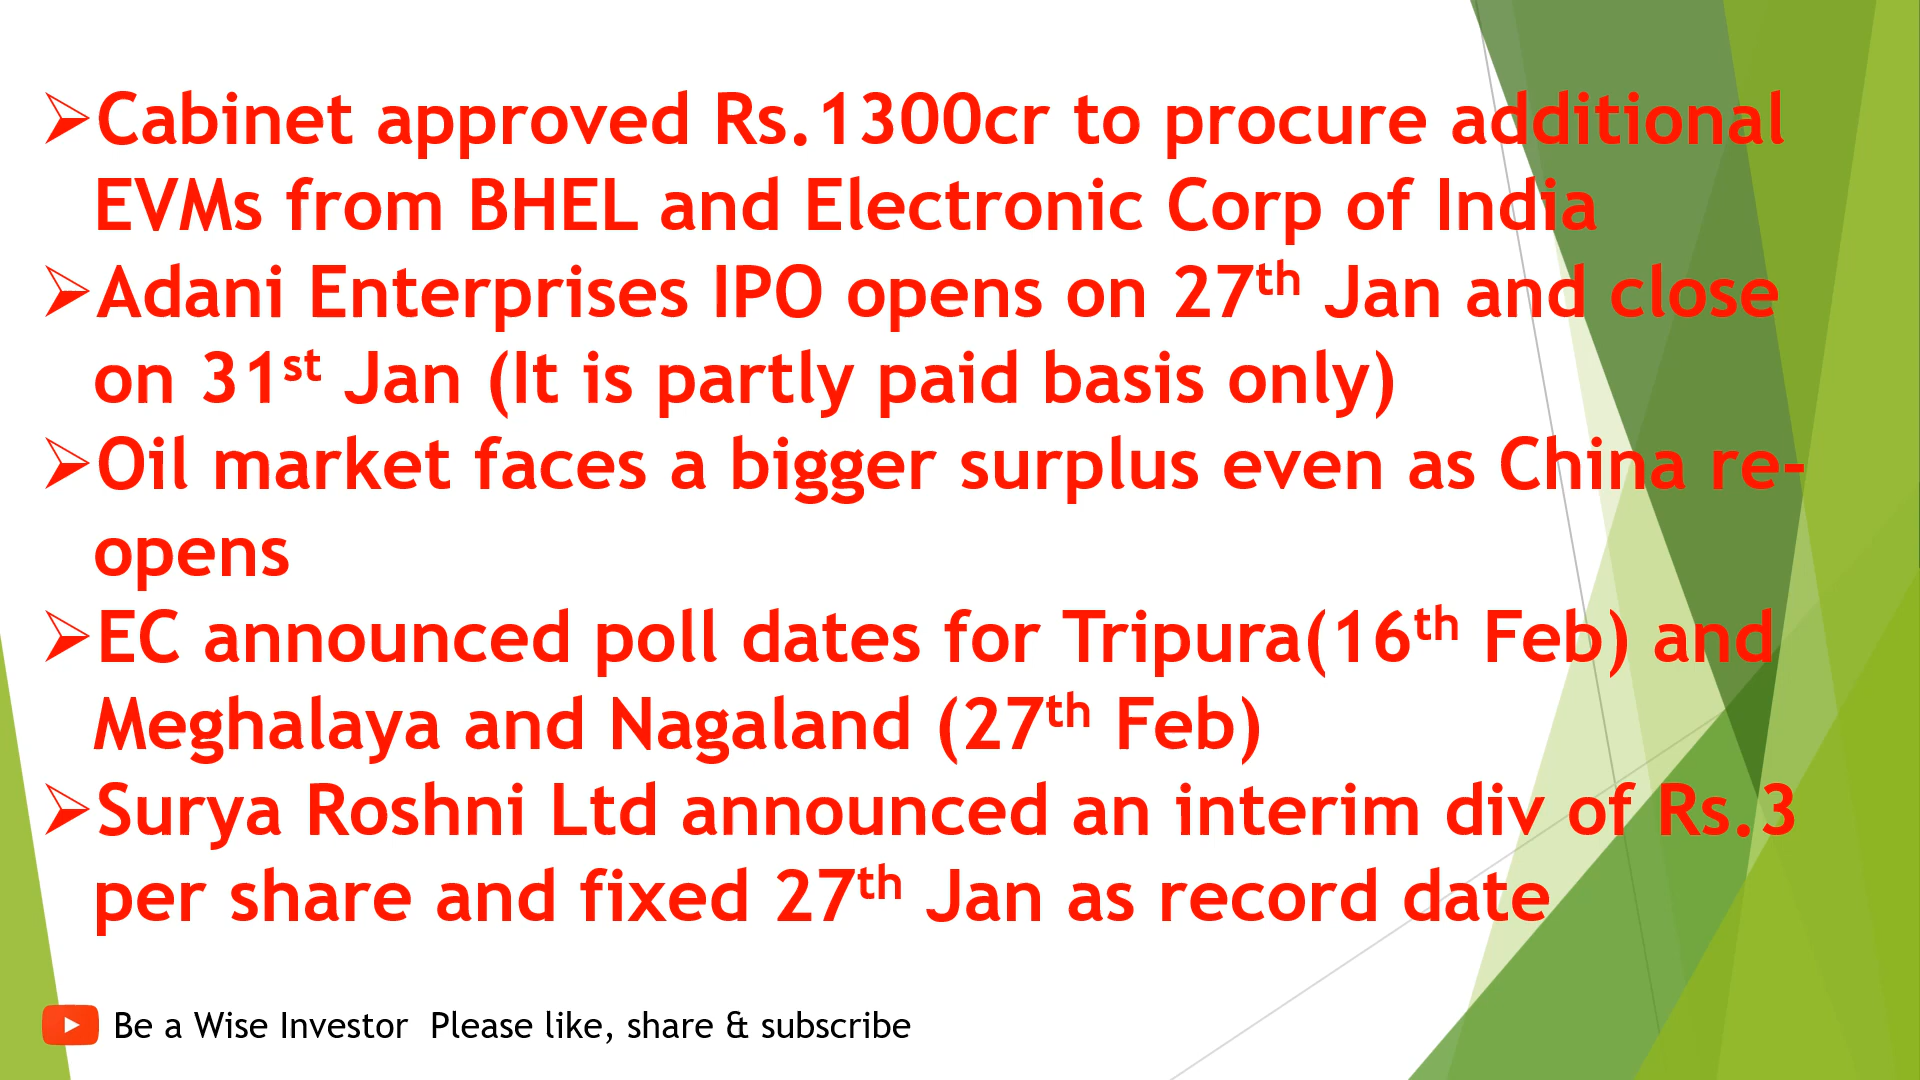 ➢Cabinet approved Rs.1300cr to procure additional
EVMs from BHEL and Electronic Corp of India
➢Adani Enterprises IPO opens on 27th Jan and close
on 31st Jan (It is partly paid basis only)
➢Oil market faces a bigger surplus even as China re-
opens
➢EC announced poll dates for Tripura(16th Feb) and
Meghalaya and Nagaland (27th Feb)
➢Surya Roshni Ltd announced an interim div of Rs.3
per share and fixed 27th Jan as record date
Be a Wise Investor  Please like, share & subscribe